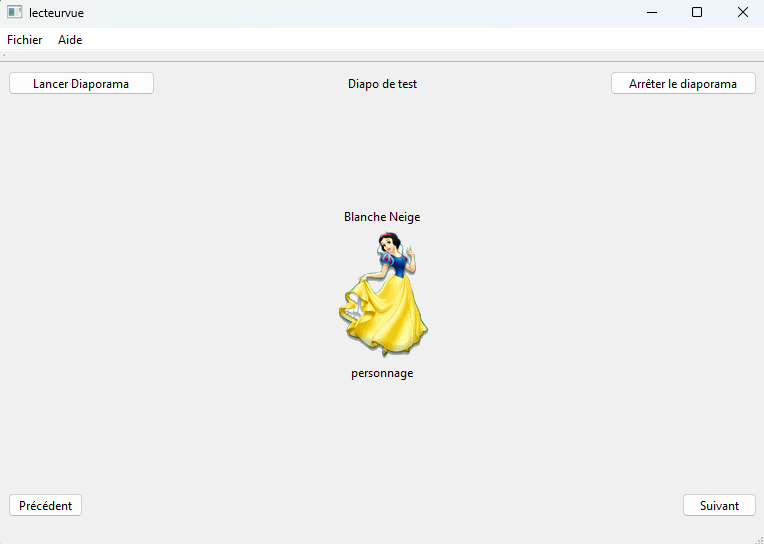 lecteurvue
Fichier Aide
Lancer Diaporama Diapo de test Arrêter le diaporama
Blanche Neige
personnage
Précédent Suivant